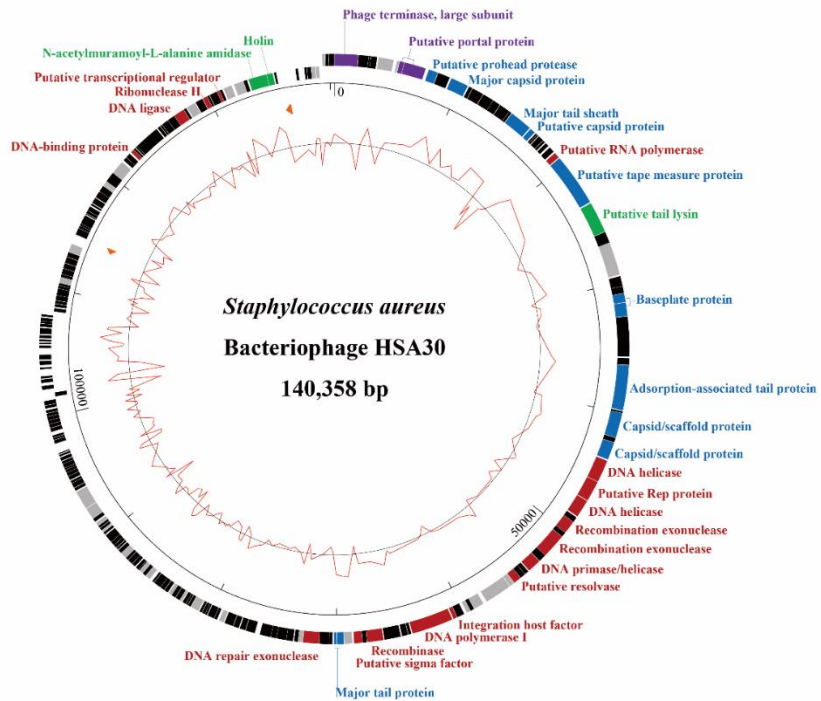 Phage terminase, large subunit
Putative portal protein
Putative prohead protease
Major capsid protein
Major tail sheath
Putative capsid protein
Putative RNA polymerase
Putative tape measure protein
Putative tail lysin
Baseplate protein
Adsorption-associated tail protein
Capsid/scaffold protein
Capsid/scaffold protein
DNA helicase
Putative Rep protein
DNA helicase
Recombination exonuclease
Recombination exonuclease
DNA primase/helicase
Putative resolvase
Integration host factor
DNA polymerase I
Recombinase
Putative sigma factor
Major tail protein
DNA repair exonuclease
DNA-binding protein
DNA ligase
Ribonuclease H
Putative transcriptional regulator
N-acetylmuramoyl-L-alanine amidase
Holin
0
50000
100000
Staphylococcus aureus
Bacteriophage HSA30
140,358 bp